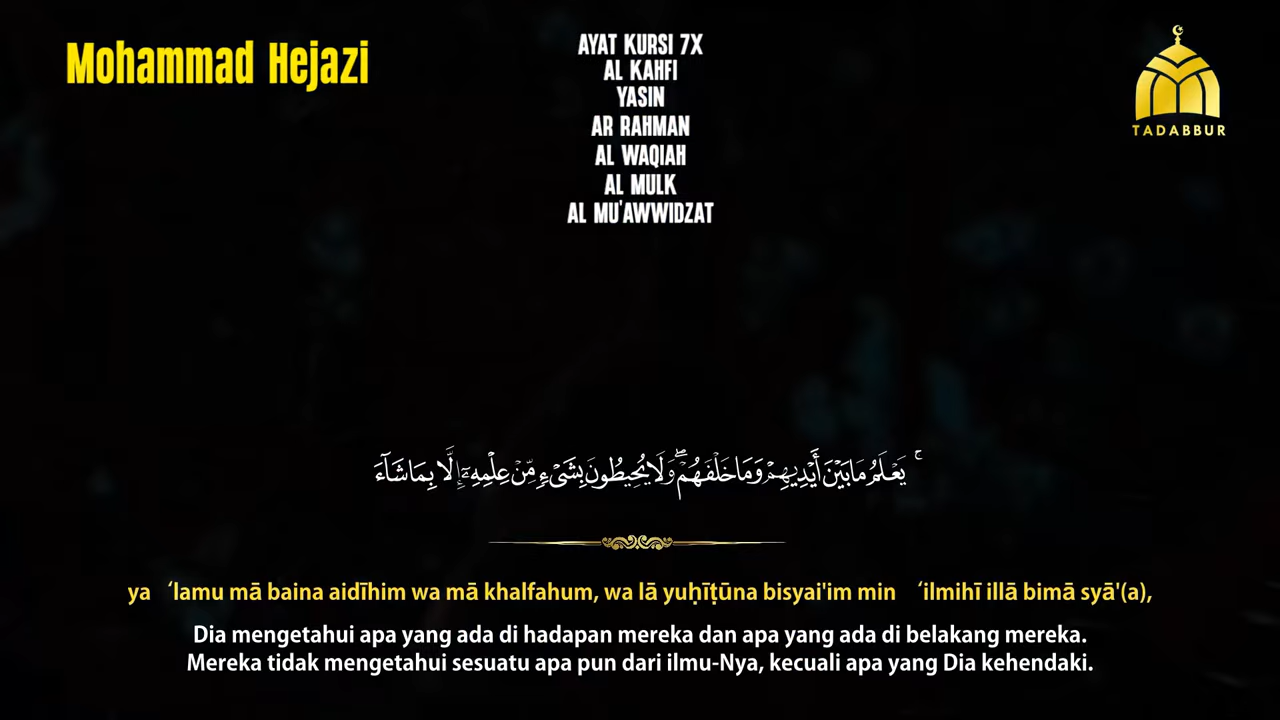 Mohammad Hejazi
AYAT KURSI 7X
AL KAHFI
YASIN
AR RAHMAN
AL WAQIAH
AL MULK
AL MU'AWWIDZAT
TADABBUR
يَعْلَمُ مَا بَيْنَ أَيْدِيهِمْ وَمَا خَلْفَهُمْ ۖ وَلَا يُحِيطُونَ بِشَىْءٍ مِّنْ عِلْمِهِۦٓ إِلَّا بِمَا شَآءَ
ya ‘lamu mā baina aidīhim wa mā khalfahum, wa lā yuḥīṭūna bisyai'im min ‘ilmihī illā bimā syā'(a),
Dia mengetahui apa yang ada di hadapan mereka dan apa yang ada di belakang mereka.
Mereka tidak mengetahui sesuatu apa pun dari ilmu-Nya, kecuali apa yang Dia kehendaki.